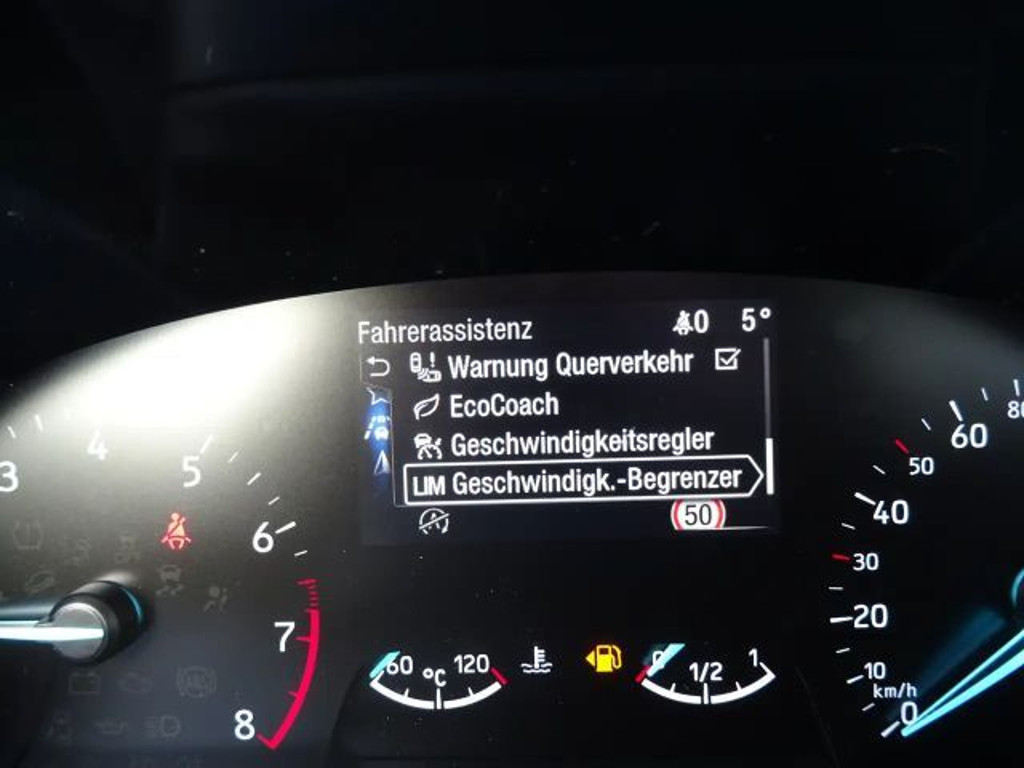 Fahrerassistenz 0 5°
Warnung Querverkehr
EcoCoach
Geschwindigkeitsregler
LIM Geschwindigk.-Begrenzer
50
3 4 5 6 7 8
60 °C 120
0 1/2 1
0 10 20 30 40 50 60 80
km/h